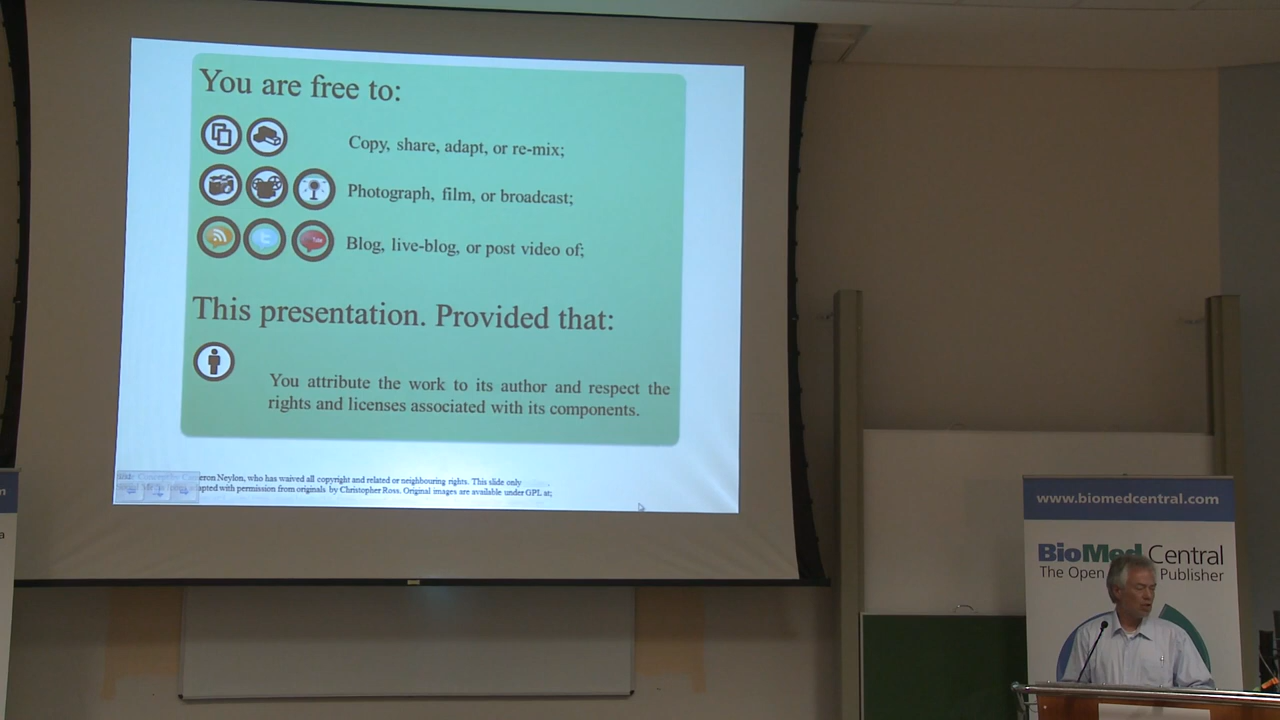 You are free to:
Copy, share, adapt, or re-mix;
Photograph, film, or broadcast;
Blog, live-blog, or post video of;
This presentation. Provided that:
You attribute the work to its author and respect the
rights and licenses associated with its components.
eron Neylon, who has waived all copyright and related or neighbouring rights. This slide only
adapted with permission from originals by Christopher Ross. Original images are available under GPL at;
www.biomedcentral.com
BioMed Central
The Open Publisher
m
a